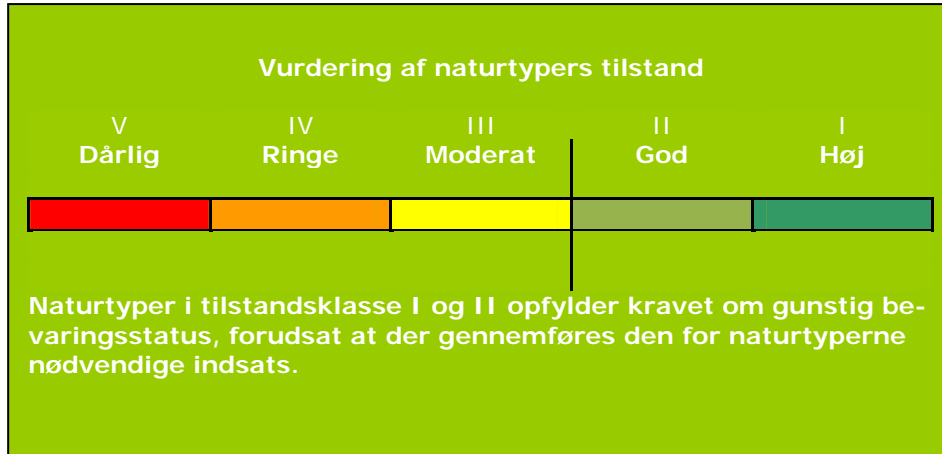 Vurdering af naturtypers tilstand
V IV III II I
Dårlig Ringe Moderat God Høj
Naturtyper i tilstandsklasse I og II opfylder kravet om gunstig be-
varingsstatus, forudsat at der gennemføres den for naturtyperne
nødvendige indsats.